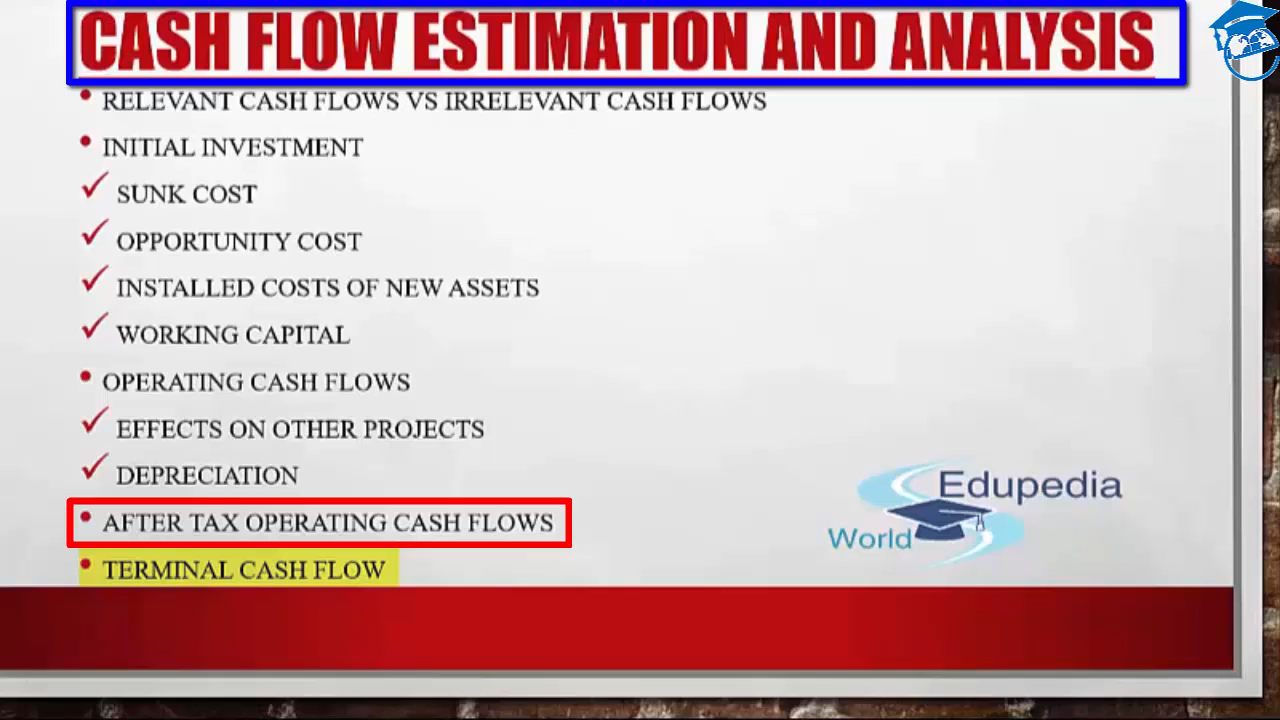 CASH FLOW ESTIMATION AND ANALYSIS
• RELEVANT CASH FLOWS VS IRRELEVANT CASH FLOWS
• INITIAL INVESTMENT
✓ SUNK COST
✓ OPPORTUNITY COST
✓ INSTALLED COSTS OF NEW ASSETS
✓ WORKING CAPITAL
• OPERATING CASH FLOWS
✓ EFFECTS ON OTHER PROJECTS
✓ DEPRECIATION
• AFTER TAX OPERATING CASH FLOWS
• TERMINAL CASH FLOW
Edupedia
World